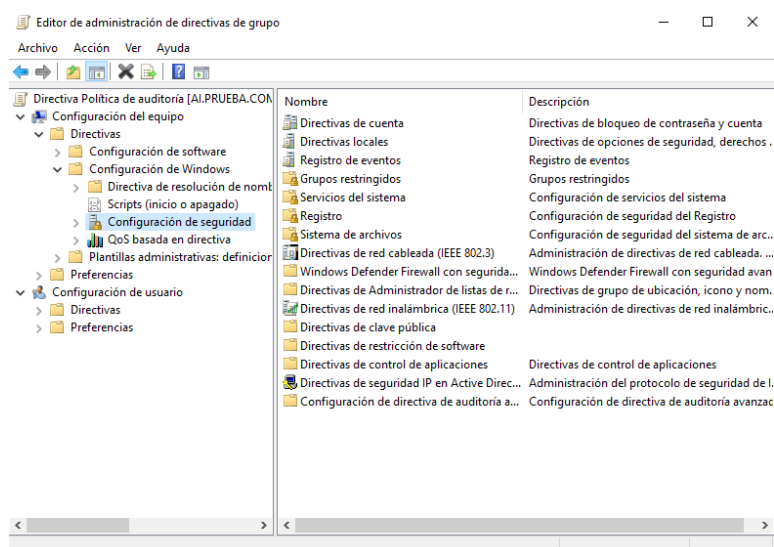 Editor de administración de directivas de grupo
Archivo Acción Ver Ayuda
Directiva Política de auditoría [AI.PRUEBA.CON
Configuración del equipo
Directivas
Configuración de software
Configuración de Windows
Directiva de resolución de nomb
Scripts (inicio o apagado)
Configuración de seguridad
QoS basada en directiva
Plantillas administrativas: definicion
Preferencias
Configuración de usuario
Directivas
Preferencias
Nombre Descripción
Directivas de cuenta Directivas de bloqueo de contraseña y cuenta
Directivas locales Directivas de opciones de seguridad, derechos .
Registro de eventos Registro de eventos
Grupos restringidos Grupos restringidos
Servicios del sistema Configuración de servicios del sistema
Registro Configuración de seguridad del Registro
Sistema de archivos Configuración de seguridad del sistema de arc...
Directivas de red cableada (IEEE 802.3) Administración de directivas de red cableada. ...
Windows Defender Firewall con segurida... Windows Defender Firewall con seguridad avan
Directivas de Administrador de listas de r... Directivas de grupo de ubicación, icono y nom.
Directivas de red inalámbrica (IEEE 802.11) Administración de directivas de red inalámbric..
Directivas de clave pública
Directivas de restricción de software
Directivas de control de aplicaciones Directivas de control de aplicaciones
Directivas de seguridad IP en Active Direc... Administración del protocolo de seguridad de I.
Configuración de directiva de auditoría a... Configuración de directiva de auditoría avanzad